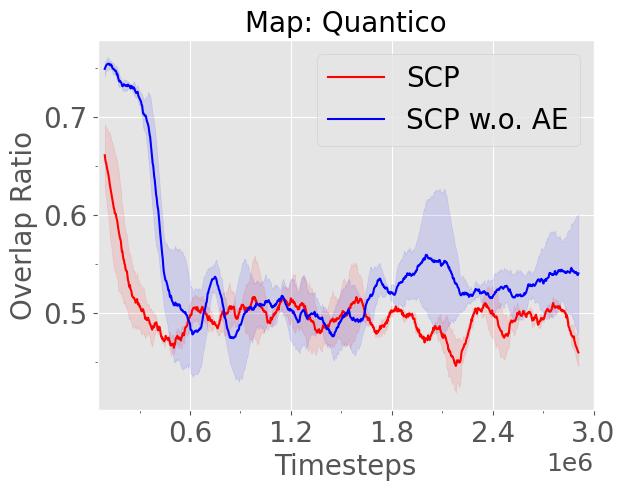 Map: Quantico
SCP
SCP w.o. AE
Overlap Ratio
0.7
0.6
0.5
0.6
1.2
1.8
2.4
3.0
Timesteps
1e6